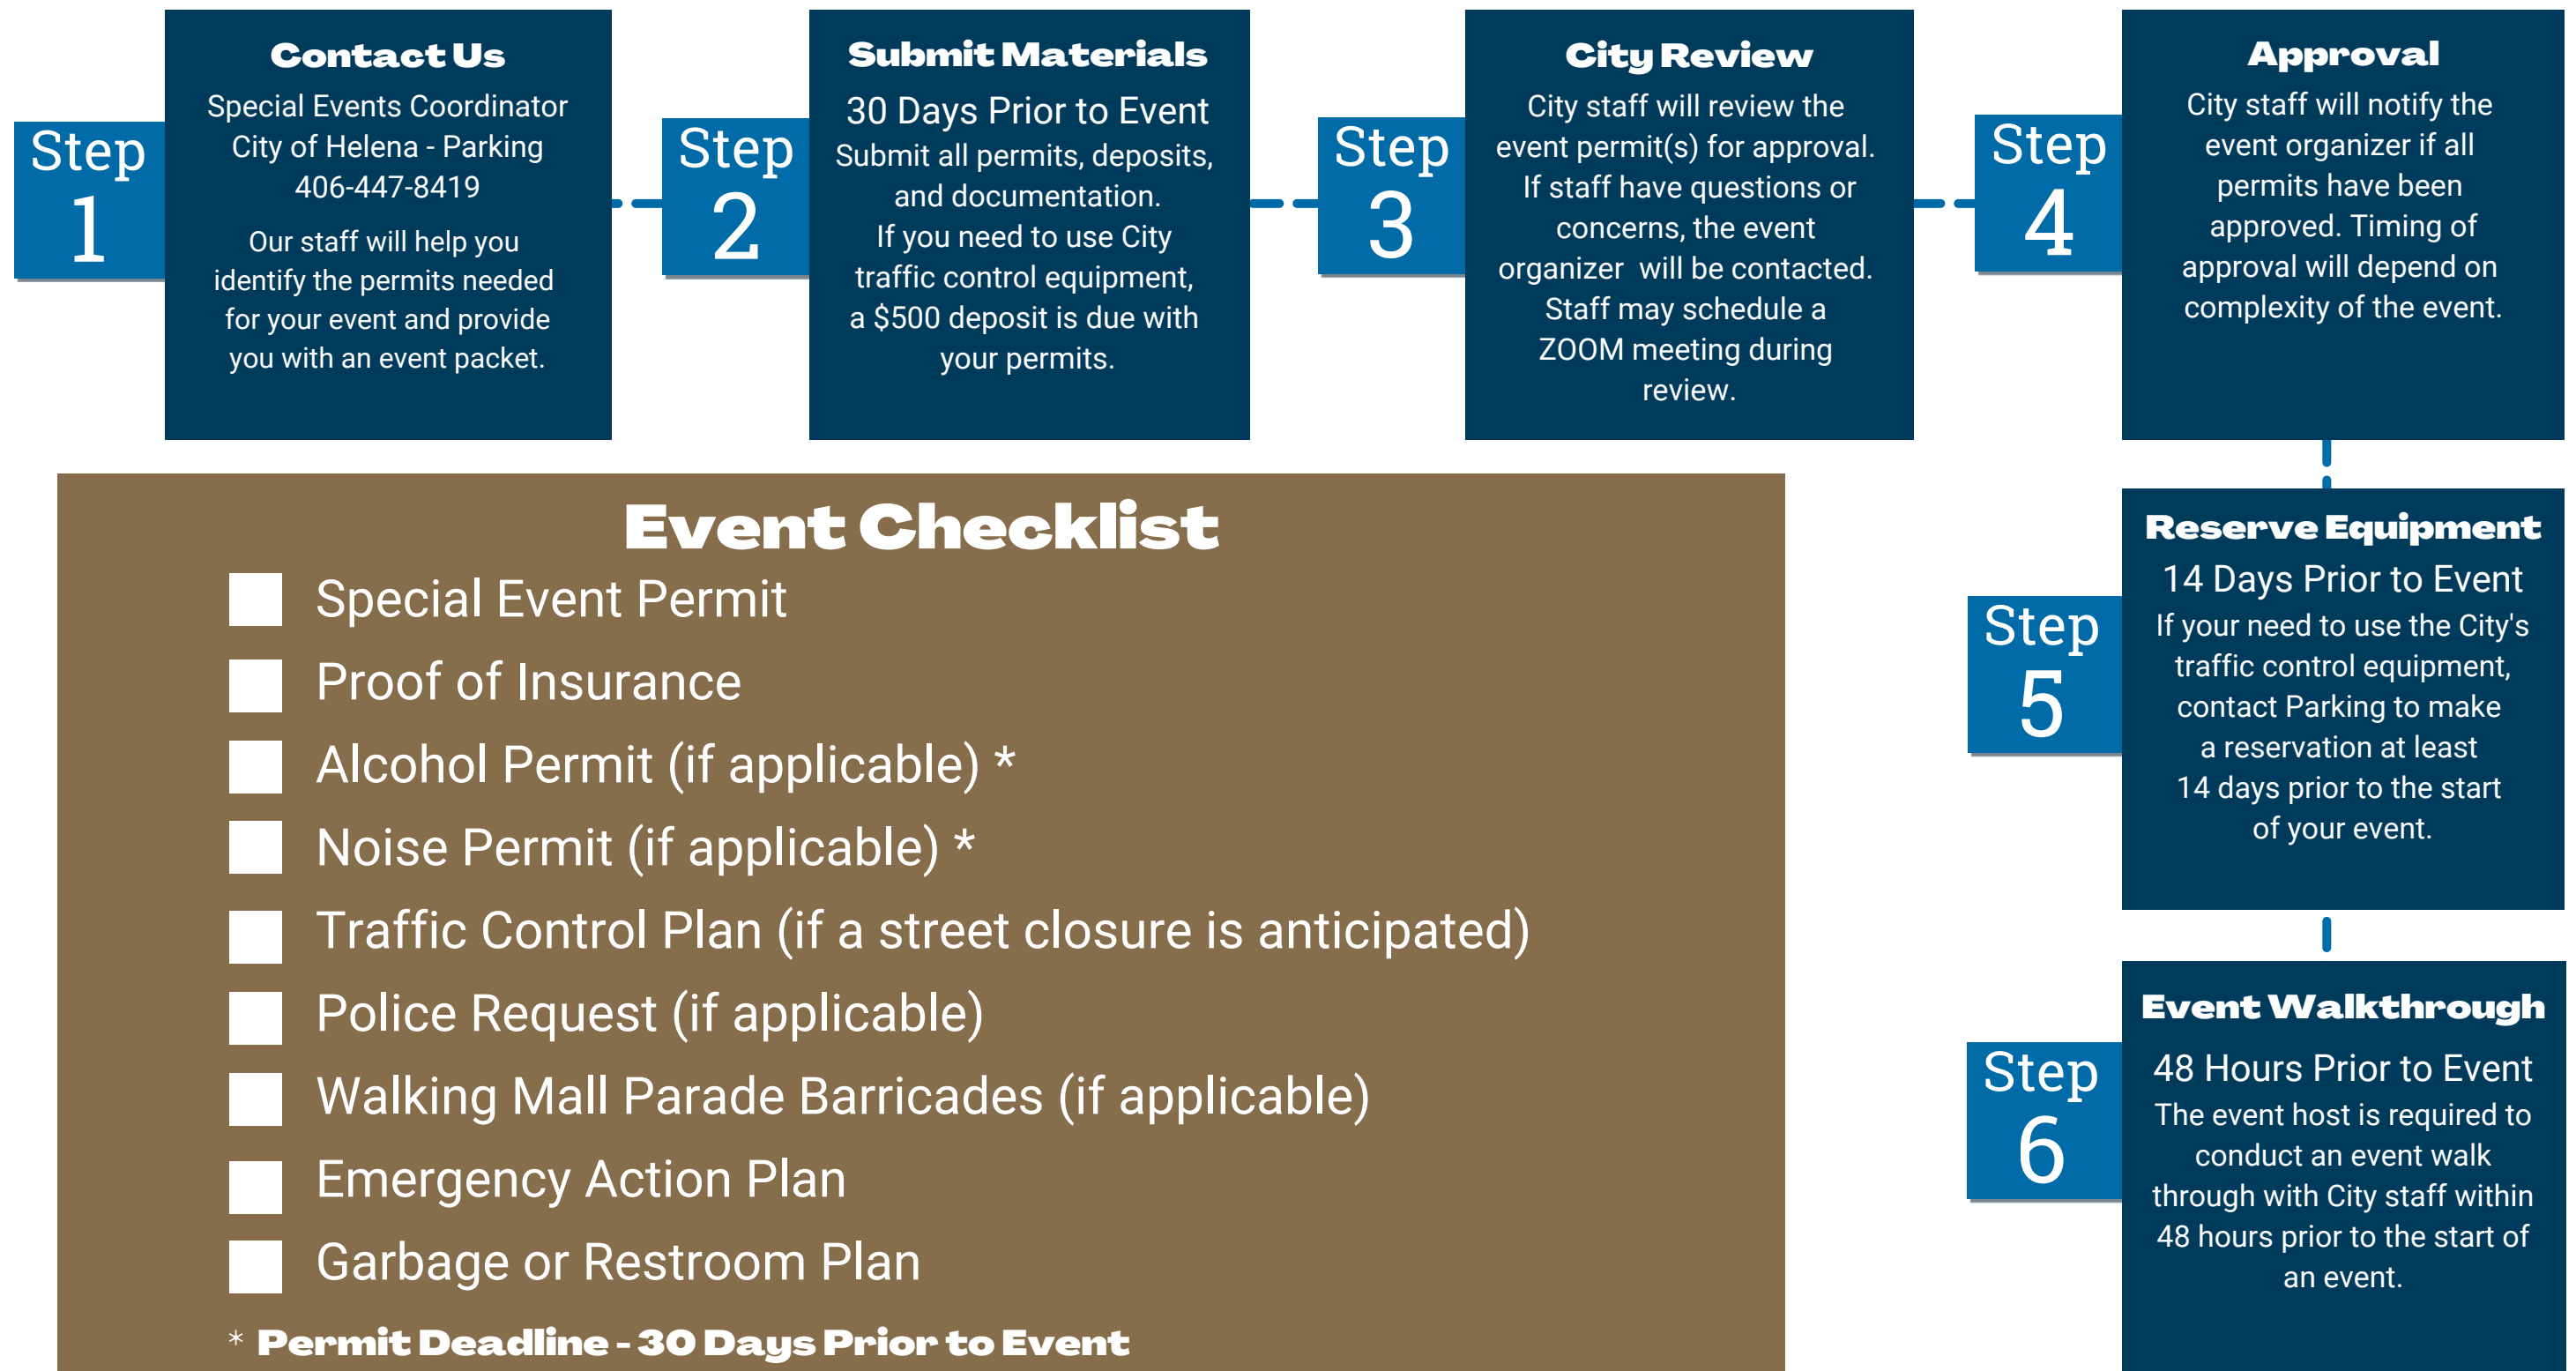 Step
1
Contact Us
Special Events Coordinator
City of Helena - Parking
406-447-8419
Our staff will help you
identify the permits needed
for your event and provide
you with an event packet.
Step
2
Submit Materials
30 Days Prior to Event
Submit all permits, deposits,
and documentation.
If you need to use City
traffic control equipment,
a $500 deposit is due with
your permits.
Step
3
City Review
City staff will review the
event permit(s) for approval.
If staff have questions or
concerns, the event
organizer will be contacted.
Staff may schedule a
ZOOM meeting during
review.
Step
4
Approval
City staff will notify the
event organizer if all
permits have been
approved. Timing of
approval will depend on
complexity of the event.
Step
5
Reserve Equipment
14 Days Prior to Event
If your need to use the City's
traffic control equipment,
contact Parking to make
a reservation at least
14 days prior to the start
of your event.
Step
6
Event Walkthrough
48 Hours Prior to Event
The event host is required to
conduct an event walk
through with City staff within
48 hours prior to the start of
an event.
Event Checklist
Special Event Permit
Proof of Insurance
Alcohol Permit (if applicable) *
Noise Permit (if applicable) *
Traffic Control Plan (if a street closure is anticipated)
Police Request (if applicable)
Walking Mall Parade Barricades (if applicable)
Emergency Action Plan
Garbage or Restroom Plan
* Permit Deadline - 30 Days Prior to Event